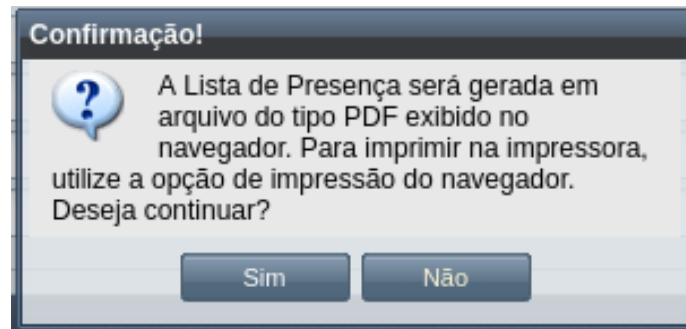 Confirmação!
A Lista de Presença será gerada em
arquivo do tipo PDF exibido no
navegador. Para imprimir na impressora,
utilize a opção de impressão do navegador.
Deseja continuar?
Sim
Não